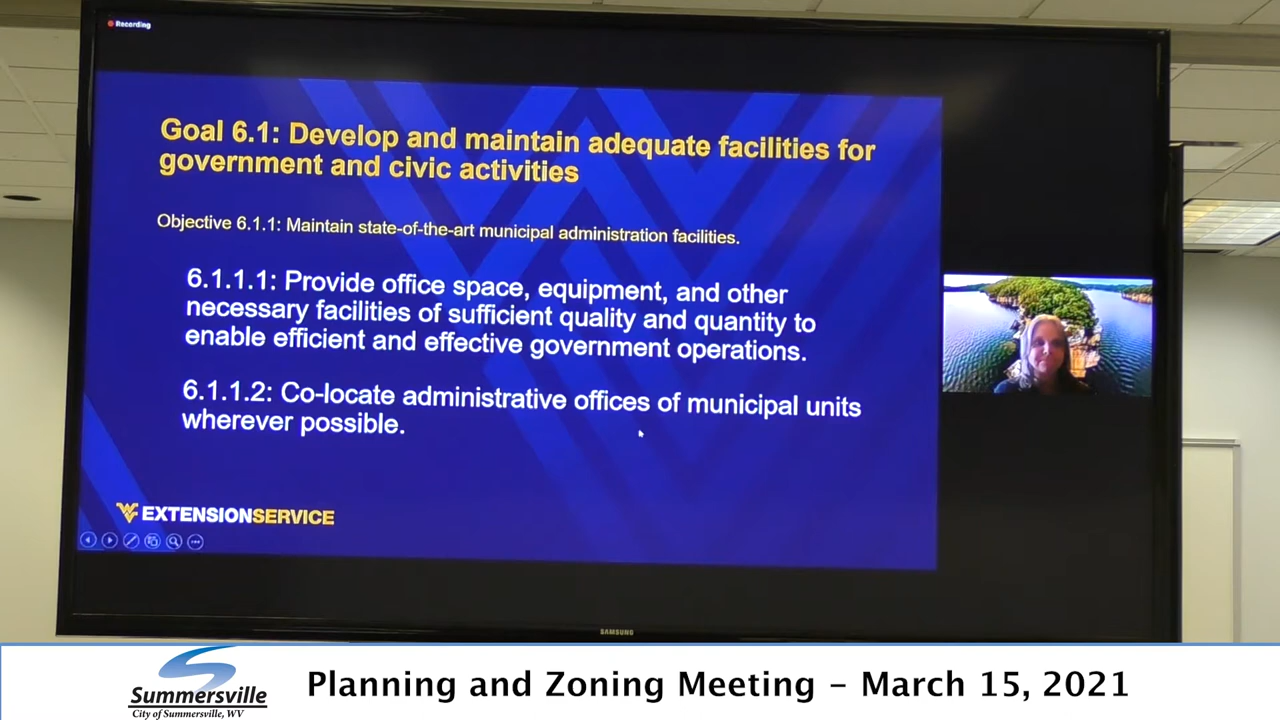 Recording
Goal 6.1: Develop and maintain adequate facilities for
government and civic activities
Objective 6.1.1: Maintain state-of-the-art municipal administration facilities.
6.1.1.1: Provide office space, equipment, and other
necessary facilities of sufficient quality and quantity to
enable efficient and effective government operations.
6.1.1.2: Co-locate administrative offices of municipal units
wherever possible.
WV EXTENSIONSERVICE
SAMSUNG
Summersville
City of Summersville, WV
Planning and Zoning Meeting – March 15, 2021